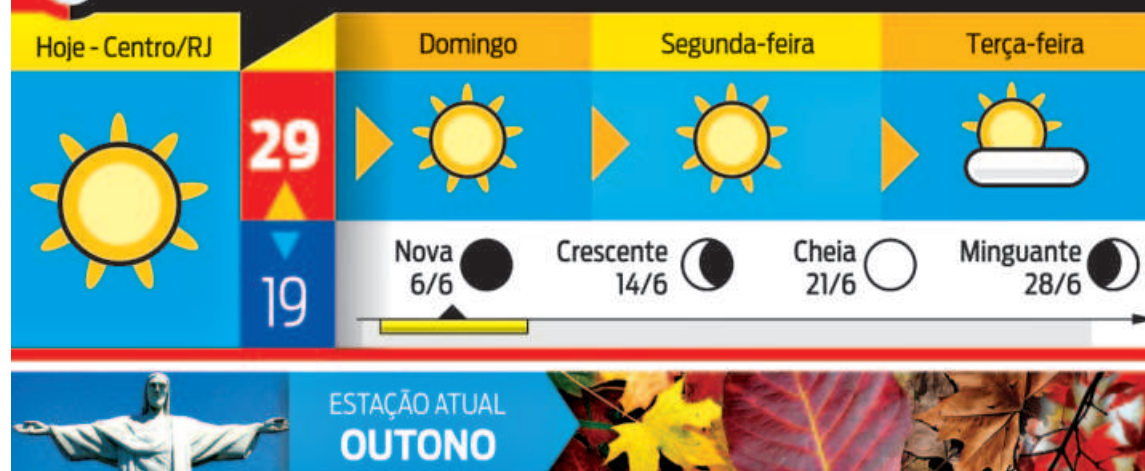 Hoje - Centro/RJ
Domingo
Segunda-feira
Terça-feira
29
19
Nova
6/6
Crescente
14/6
Cheia
21/6
Minguante
28/6
ESTAÇÃO ATUAL
OUTONO